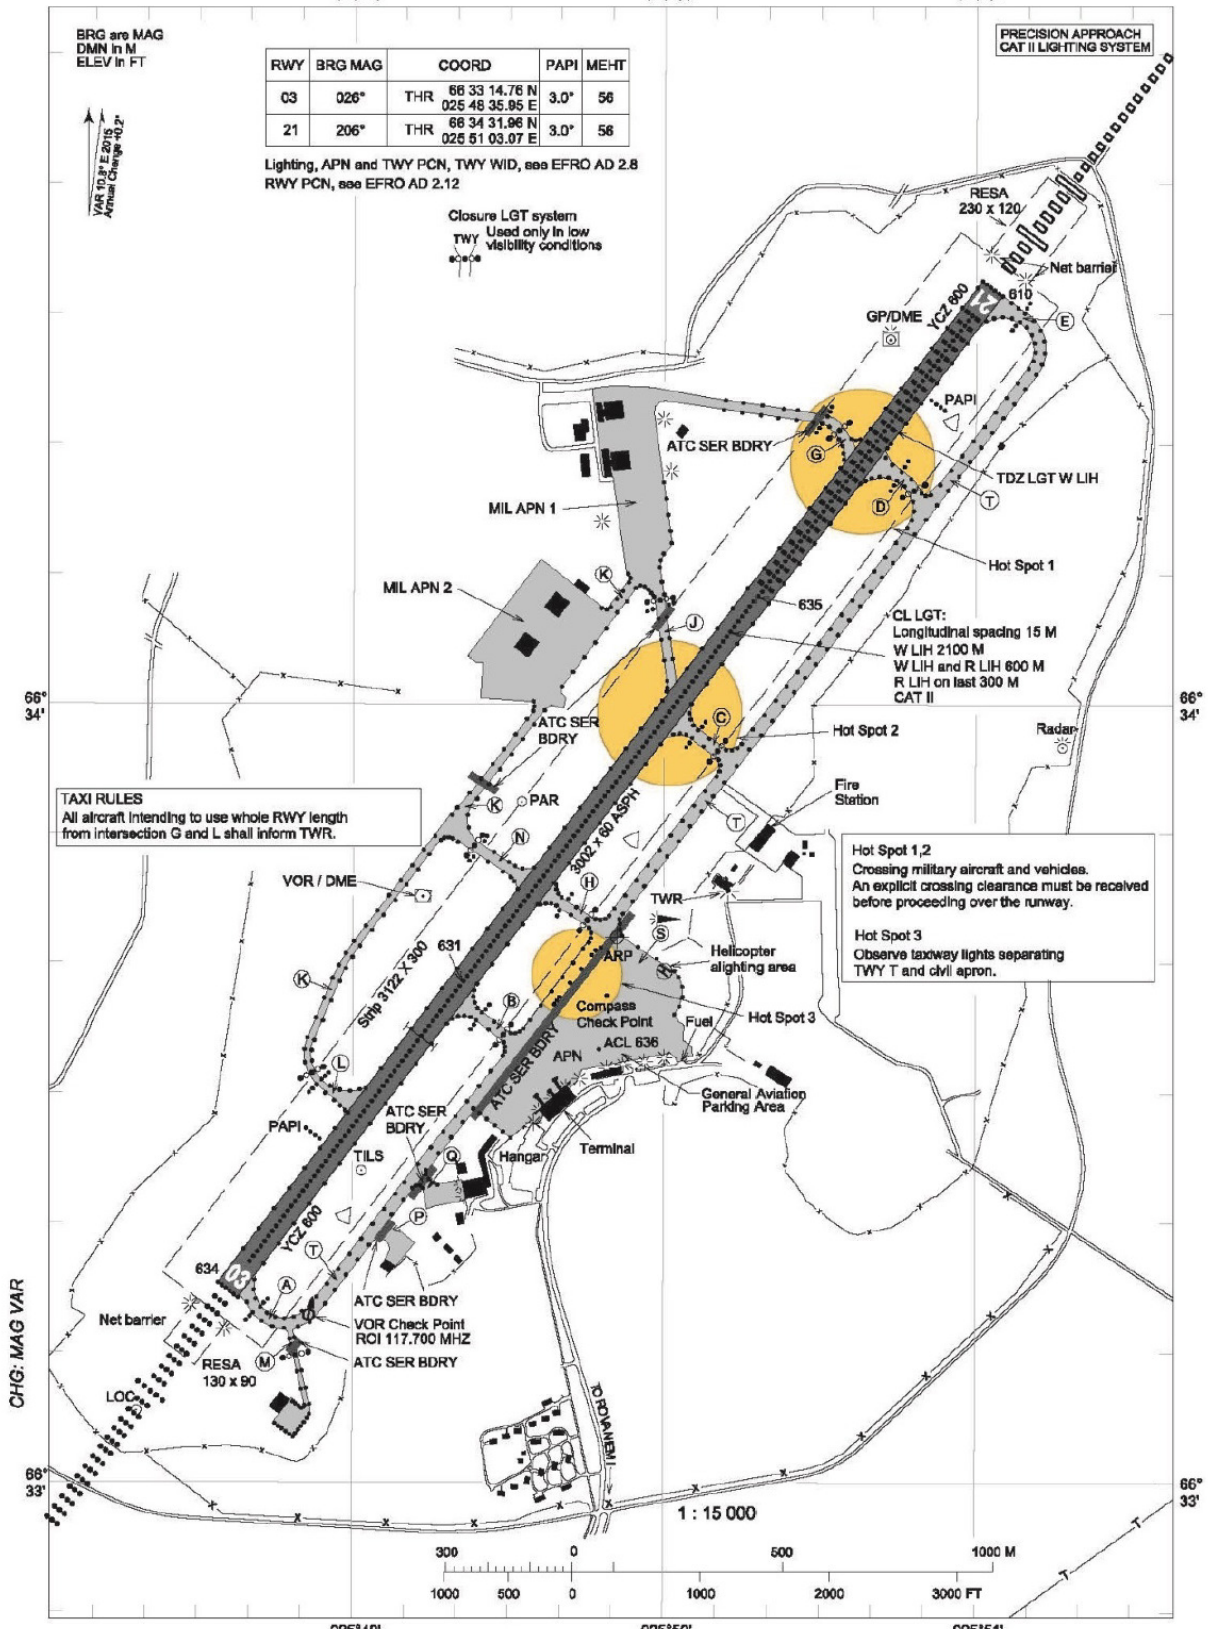 BRG are MAG
DMN in M
ELEV in FT
PRECISION APPROACH
CAT II LIGHTING SYSTEM
RWY BRG MAG COORD PAPI MEHT
03 026° THR 66 33 14.76 N 025 48 35.95 E 3.0° 56
21 206° THR 66 34 31.96 N 025 51 03.07 E 3.0° 56
VAR 10.8° E 2015
Annual Change +0.2°
Lighting, APN and TWY PCN, TWY WID, see EFRO AD 2.8
RWY PCN, see EFRO AD 2.12
Closure LGT system
TWY Used only in low
visibility conditions
RESA
230 x 120
Net barrier
610
21
YCZ 600
E
GP/DME
PAPI
ATC SER BDRY
G
TDZ LGT W LIH
D
T
MIL APN 1
Hot Spot 1
K
MIL APN 2
635
J
CL LGT:
Longitudinal spacing 15 M
W LIH 2100 M
W LIH and R LIH 600 M
R LIH on last 300 M
CAT II
66°
34'
66°
34'
ATC SER
BDRY
C
Hot Spot 2
Radar
Fire
Station
TAXI RULES
All aircraft intending to use whole RWY length
from intersection G and L shall inform TWR.
K
PAR
N
T
3002 x 60 ASPH
Hot Spot 1,2
Crossing military aircraft and vehicles.
An explicit crossing clearance must be received
before proceeding over the runway.
Hot Spot 3
Observe taxiway lights separating
TWY T and civil apron.
VOR / DME
H
TWR
S
ARP
631
Helicopter
alighting area
H
K
Strip 3122 X 300
B
Compass
Check Point
Hot Spot 3
Fuel
ACL 636
APN
ATC SER BDRY
L
General Aviation
Parking Area
PAPI
ATC SER
BDRY
TILS
Q
Hangar
Terminal
P
YCZ 600
T
634
03
A
ATC SER BDRY
Net barrier
VOR Check Point
ROI 117.700 MHZ
M
ATC SER BDRY
RESA
130 x 90
LOC
CHG: MAG VAR
TO ROVANIEMI
66°
33'
66°
33'
1 : 15 000
300 0 500 1000 M
1000 500 0 1000 2000 3000 FT